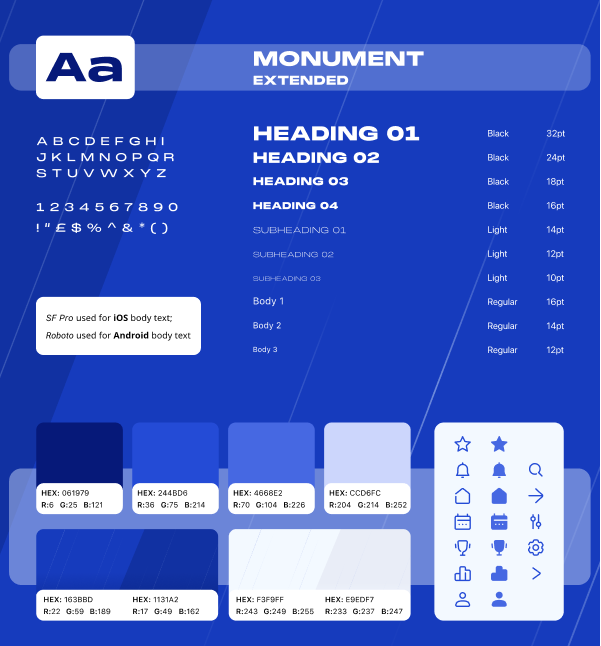 Aa
MONUMENT
EXTENDED
A B C D E F G H I
J K L M N O P Q R
S T U V W X Y Z
1 2 3 4 5 6 7 8 9 0
! " £ $ % ^ & * ( )
HEADING 01 Black 32pt
HEADING 02 Black 24pt
HEADING 03 Black 18pt
HEADING 04 Black 16pt
SUBHEADING 01 Light 14pt
SUBHEADING 02 Light 12pt
SUBHEADING 03 Light 10pt
Body 1 Regular 16pt
Body 2 Regular 14pt
Body 3 Regular 12pt
SF Pro used for iOS body text;
Roboto used for Android body text
HEX: 061979
R:6 G:25 B:121
HEX: 244BD6
R:36 G:75 B:214
HEX: 4668E2
R:70 G:104 B:226
HEX: CCD6FC
R:204 G:214 B:252
HEX: 163BBD HEX: 1131A2
R:22 G:59 B:189 R:17 G:49 B:162
HEX: F3F9FF HEX: E9EDF7
R:243 G:249 B:255 R:233 G:237 B:247